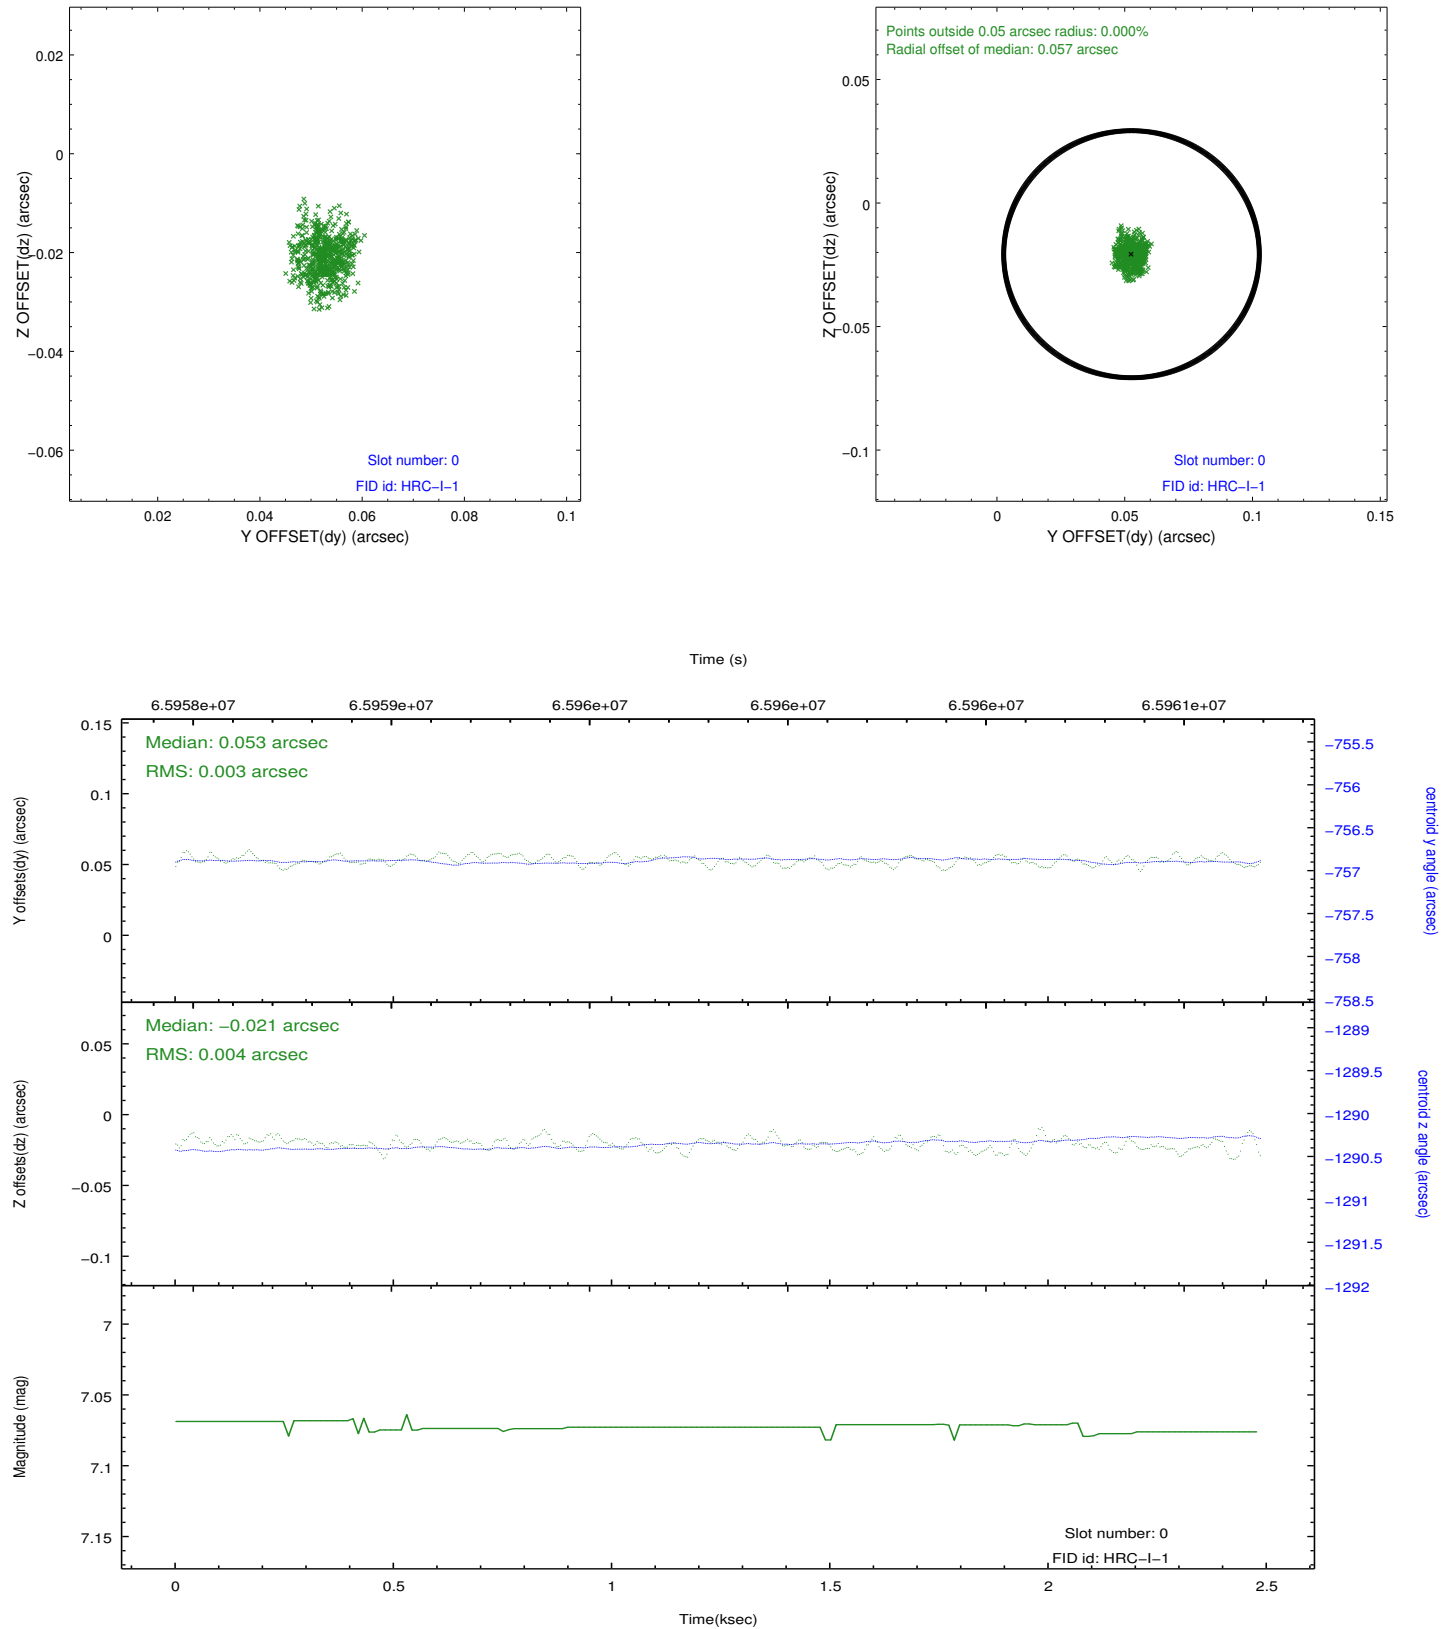 0.02
0
−0.02
−0.04
−0.06
Z OFFSET(dz) (arcsec)
Slot number: 0
FID id: HRC−I−1
0.02 0.04 0.06 0.08 0.1
Y OFFSET(dy) (arcsec)
Points outside 0.05 arcsec radius: 0.000%
Radial offset of median: 0.057 arcsec
0.05
0
−0.05
−0.1
Z OFFSET(dz) (arcsec)
Slot number: 0
FID id: HRC−I−1
0 0.05 0.1 0.15
Y OFFSET(dy) (arcsec)
Time (s)
6.5958e+07 6.5959e+07 6.596e+07 6.596e+07 6.596e+07 6.5961e+07
Median: 0.053 arcsec
RMS: 0.003 arcsec
0.15
0.1
0.05
0
Y offsets(dy) (arcsec)
−755.5
−756
−756.5
−757
−757.5
−758
−758.5
centroid y angle (arcsec)
Median: −0.021 arcsec
RMS: 0.004 arcsec
0.05
0
−0.05
−0.1
Z offsets(dz) (arcsec)
−1289
−1289.5
−1290
−1290.5
−1291
−1291.5
−1292
centroid z angle (arcsec)
7
7.05
7.1
7.15
Magnitude (mag)
Slot number: 0
FID id: HRC−I−1
0 0.5 1 1.5 2 2.5
Time(ksec)